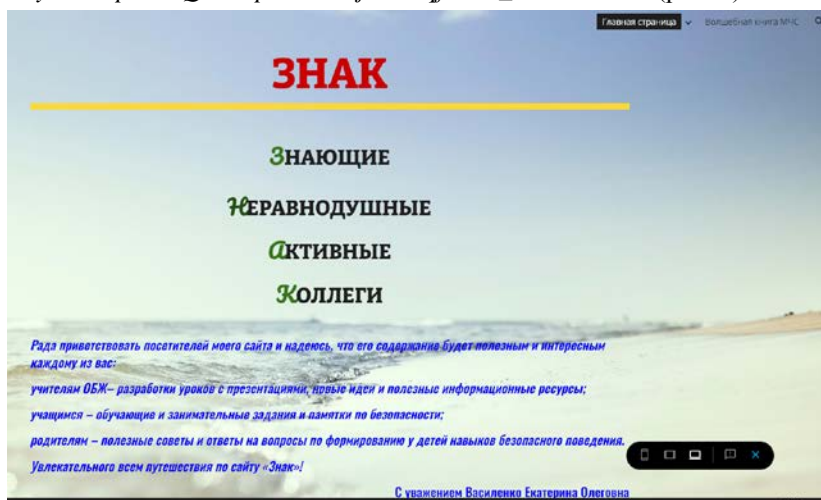 Главная страница Волшебная книга МЧС
ЗНАК
ЗНАЮЩИЕ
НЕРАВНОДУШНЫЕ
АКТИВНЫЕ
КОЛЛЕГИ
Рада приветствовать посетителей моего сайта и надеюсь, что его содержание будет полезным и интересным
каждому из вас:
учителям ОБЖ– разработки уроков с презентациями, новые идеи и полезные информационные ресурсы;
учащимся – обучающие и занимательные задания и памятки по безопасности;
родителям – полезные советы и ответы на вопросы по формированию у детей навыков безопасного поведения.
Увлекательного всем путешествия по сайту «Знак»!
С уважением Василенко Екатерина Олеговна